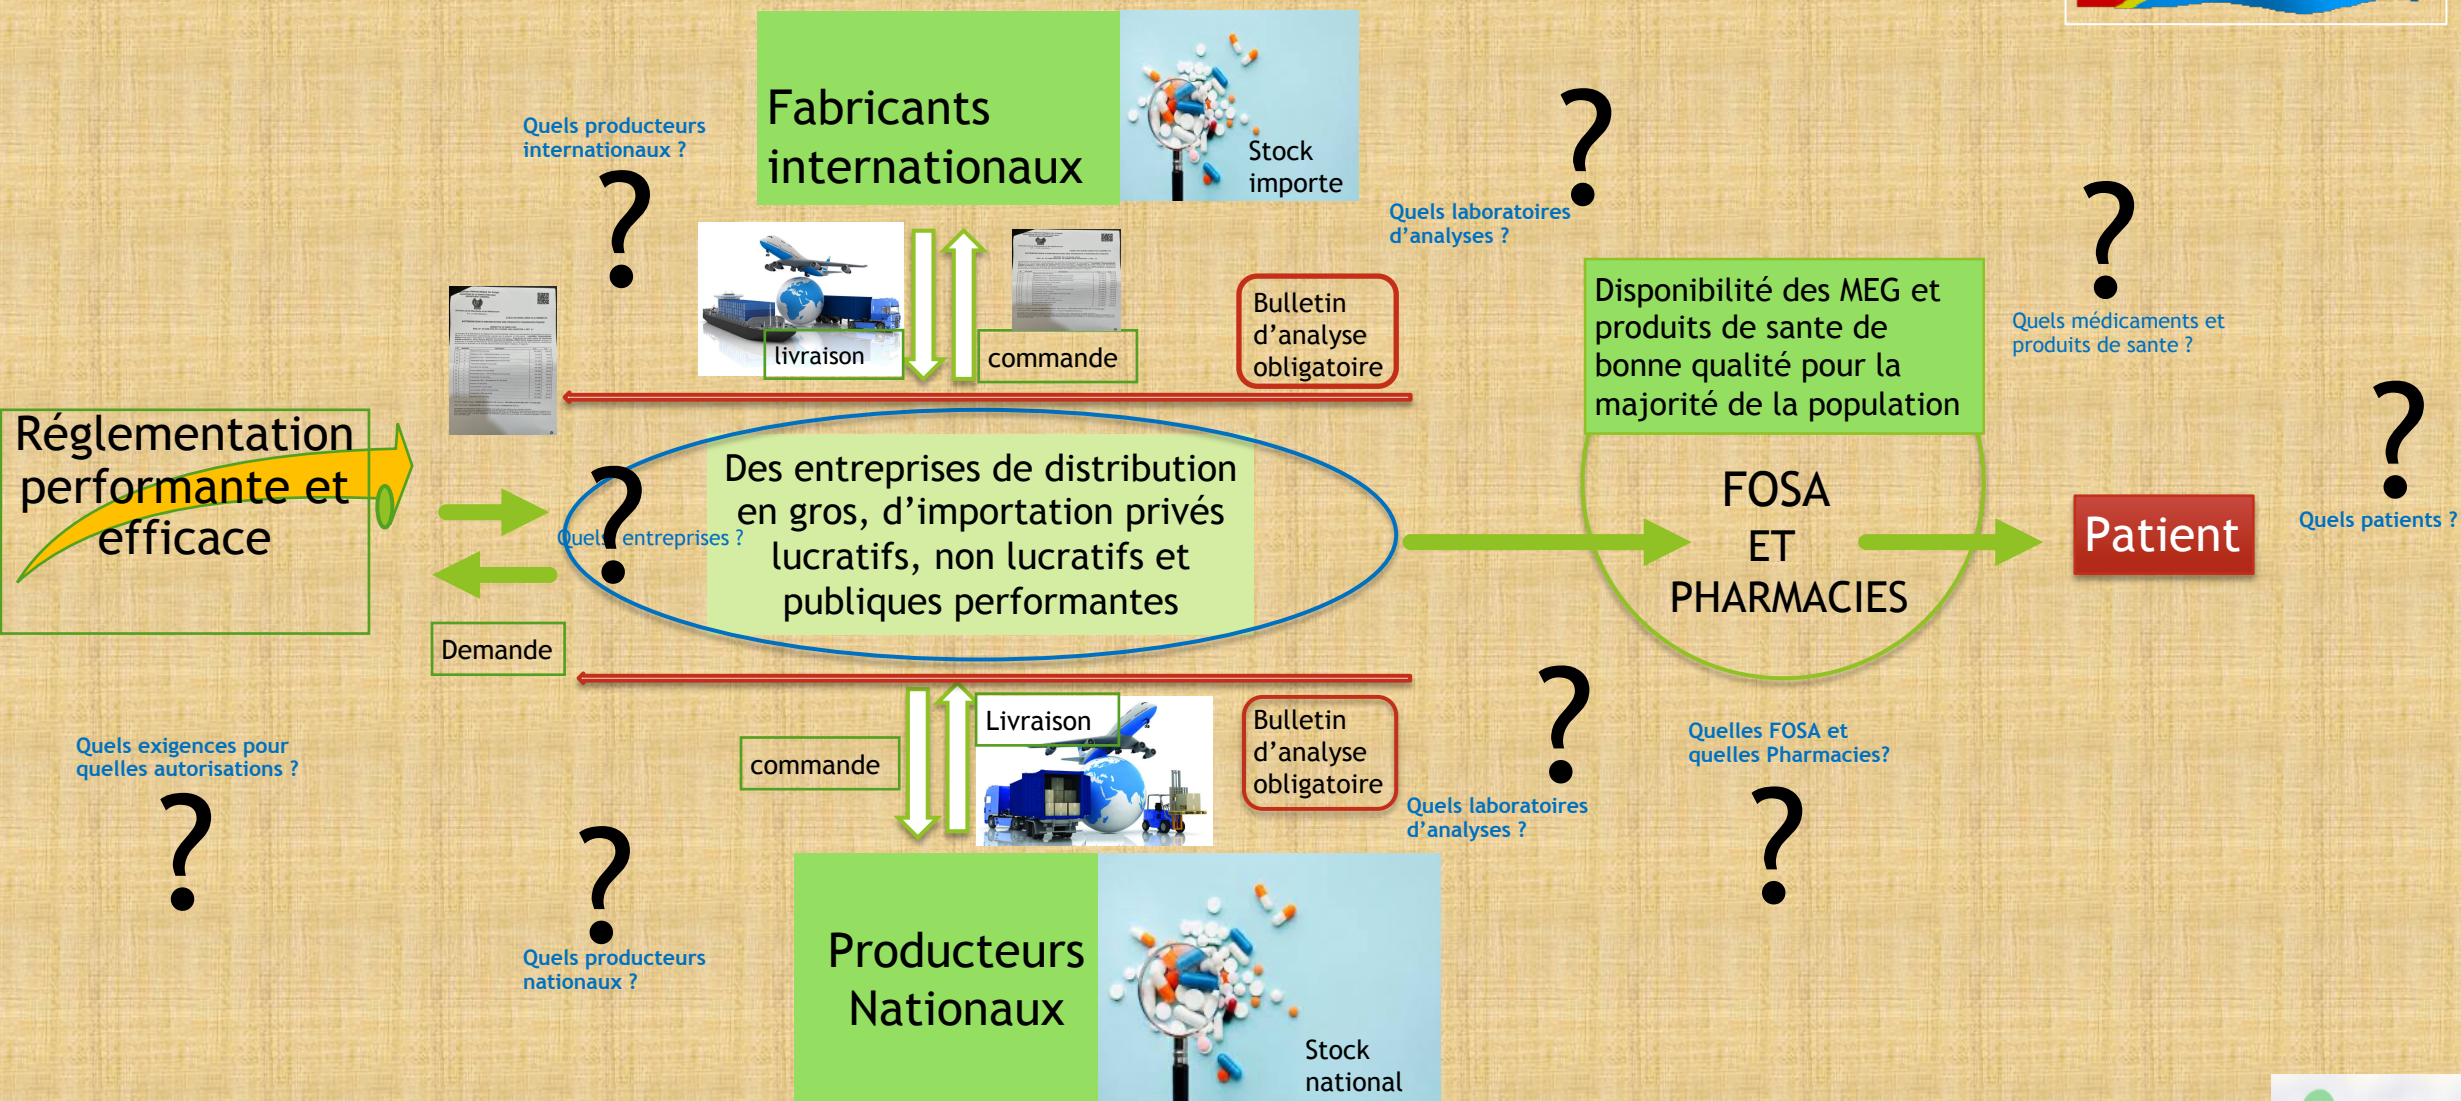 Fabricants
internationaux
Stock
importe
Quels producteurs
internationaux ?
?
?
Quels laboratoires
d'analyses ?
?
Quels médicaments et
produits de sante ?
livraison
commande
Bulletin
d'analyse
obligatoire
Disponibilité des MEG et
produits de sante de
bonne qualité pour la
majorité de la population
Réglementation
performante et
efficace
?
Quels entreprises ?
Des entreprises de distribution
en gros, d'importation privés
lucratifs, non lucratifs et
publiques performantes
FOSA
ET
PHARMACIES
Patient
?
Quels patients ?
Demande
Quels exigences pour
quelles autorisations ?
?
commande
Livraison
Bulletin
d'analyse
obligatoire
?
Quels laboratoires
d'analyses ?
Quelles FOSA et
quelles Pharmacies?
?
?
Quels producteurs
nationaux ?
Producteurs
Nationaux
Stock
national